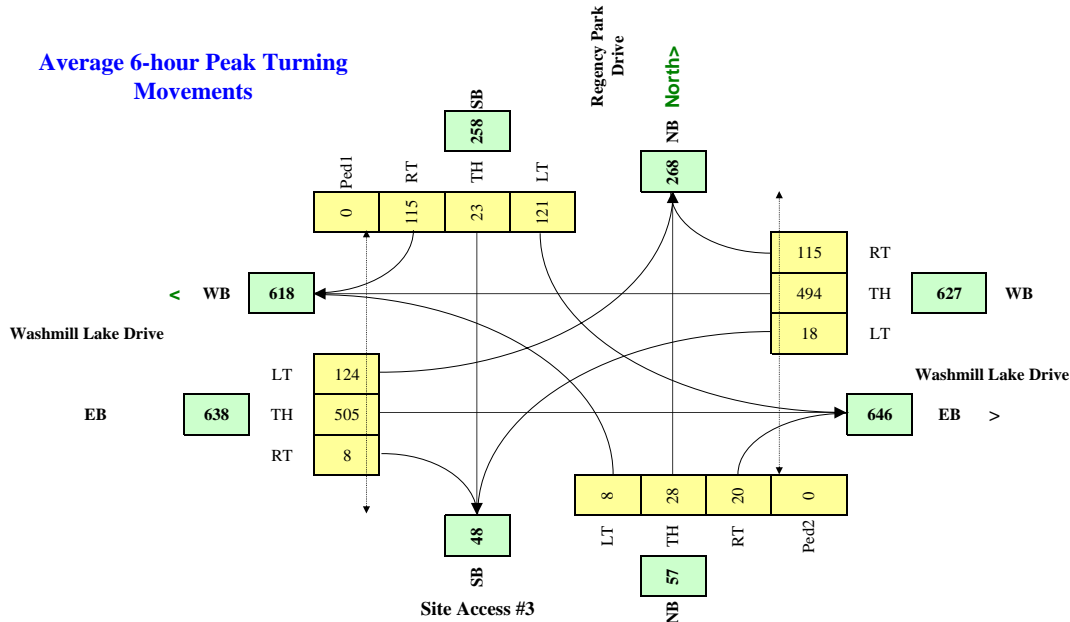 Average 6-hour Peak Turning
Movements
Regency Park
Drive
North>
SB
258
NB
268
Ped1
RT
TH
LT
0
115
23
121
115
RT
< WB
618
494
TH
627
WB
18
LT
Washmill Lake Drive
LT
124
Washmill Lake Drive
EB
638
TH
505
646
EB >
RT
8
8
28
20
0
LT
TH
RT
Ped2
48
SB
57
NB
Site Access #3